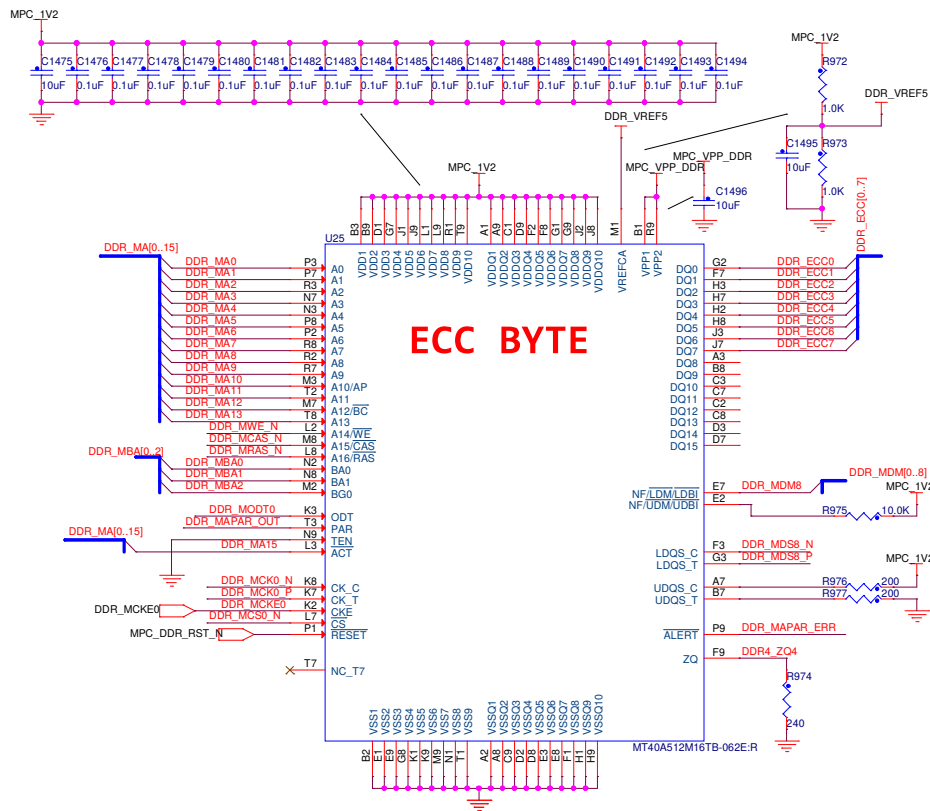 MPC_1V2
C1475 C1476 C1477 C1478 C1479 C1480 C1481 C1482 C1483 C1484 C1485 C1486 C1487 C1488 C1489 C1490 C1491 C1492 C1493 C1494
10uF 0.1uF 0.1uF 0.1uF 0.1uF 0.1uF 0.1uF 0.1uF 0.1uF 0.1uF 0.1uF 0.1uF 0.1uF 0.1uF 0.1uF 0.1uF 0.1uF 0.1uF 0.1uF 0.1uF
MPC_1V2
R972
1.0K
DDR_VREF5
C1495
10uF
R973
1.0K
DDR_VREF5
MPC_VPP_DDR
MPC_VPP_DDR
C1496
10uF
MPC_1V2
B3 B9 D1 G7 J1 J9 L1 L9 R1 T9 A1 A9 C1 D9 F2 F8 G1 G9 J2 J8 M1 B1 R9
U25
VDD1 VDD2 VDD3 VDD4 VDD5 VDD6 VDD7 VDD8 VDD9 VDD10 VDDQ1 VDDQ2 VDDQ3 VDDQ4 VDDQ5 VDDQ6 VDDQ7 VDDQ8 VDDQ9 VDDQ10 VREFCA VPP1 VPP2
ECC BYTE
DDR_MA[0..15]
DDR_MA0 P3 A0
DDR_MA1 P7 A1
DDR_MA2 R3 A2
DDR_MA3 N7 A3
DDR_MA4 N3 A4
DDR_MA5 P8 A5
DDR_MA6 P2 A6
DDR_MA7 R8 A7
DDR_MA8 R2 A8
DDR_MA9 R7 A9
DDR_MA10 M3 A10/AP
DDR_MA11 T2 A11
DDR_MA12 M7 A12/BC
DDR_MA13 T8 A13
DDR_MWE_N L2 A14/WE
DDR_MCAS_N M8 A15/CAS
DDR_MRAS_N L8 A16/RAS
DDR_MBA[0..2]
DDR_MBA0 N2 BA0
DDR_MBA1 N8 BA1
DDR_MBA2 M2 BG0
DDR_MODT0 K3 ODT
DDR_MAPAR_OUT T3 PAR
N9 TEN
DDR_MA[0..15]
DDR_MA15 L3 ACT
DDR_MCK0_N K8 CK_C
DDR_MCK0_P K7 CK_T
DDR_MCKE0 DDR_MCKE0 K2 CKE
DDR_MCS0_N L7 CS
MPC_DDR_RST_N P1 RESET
T7 NC_T7
DDR_ECC[0..7]
DQ0 G2 DDR_ECC0
DQ1 F7 DDR_ECC1
DQ2 H3 DDR_ECC2
DQ3 H7 DDR_ECC3
DQ4 H2 DDR_ECC4
DQ5 H8 DDR_ECC5
DQ6 J3 DDR_ECC6
DQ7 J7 DDR_ECC7
DQ8 A3
DQ9 B8
DQ10 C3
DQ11 C7
DQ12 C2
DQ13 C8
DQ14 D3
DQ15 D7
DDR_MDM[0..8]
NF/LDM/LDBI E7 DDR_MDM8
NF/UDM/UDBI E2
MPC_1V2
R975 10.0K
LDQS_C F3 DDR_MDS8_N
LDQS_T G3 DDR_MDS8_P
MPC_1V2
UDQS_C A7 R976 200
UDQS_T B7 R977 200
ALERT P9 DDR_MAPAR_ERR
ZQ F9 DDR4_ZQ4
R974
240
VSS1 VSS2 VSS3 VSS4 VSS5 VSS6 VSS7 VSS8 VSS9 VSSQ1 VSSQ2 VSSQ3 VSSQ4 VSSQ5 VSSQ6 VSSQ7 VSSQ8 VSSQ9 VSSQ10
MT40A512M16TB-062E:R
B2 E1 E9 G8 K1 K9 M9 N1 T1 A2 A8 C9 D2 D8 E3 E8 F1 H1 H9